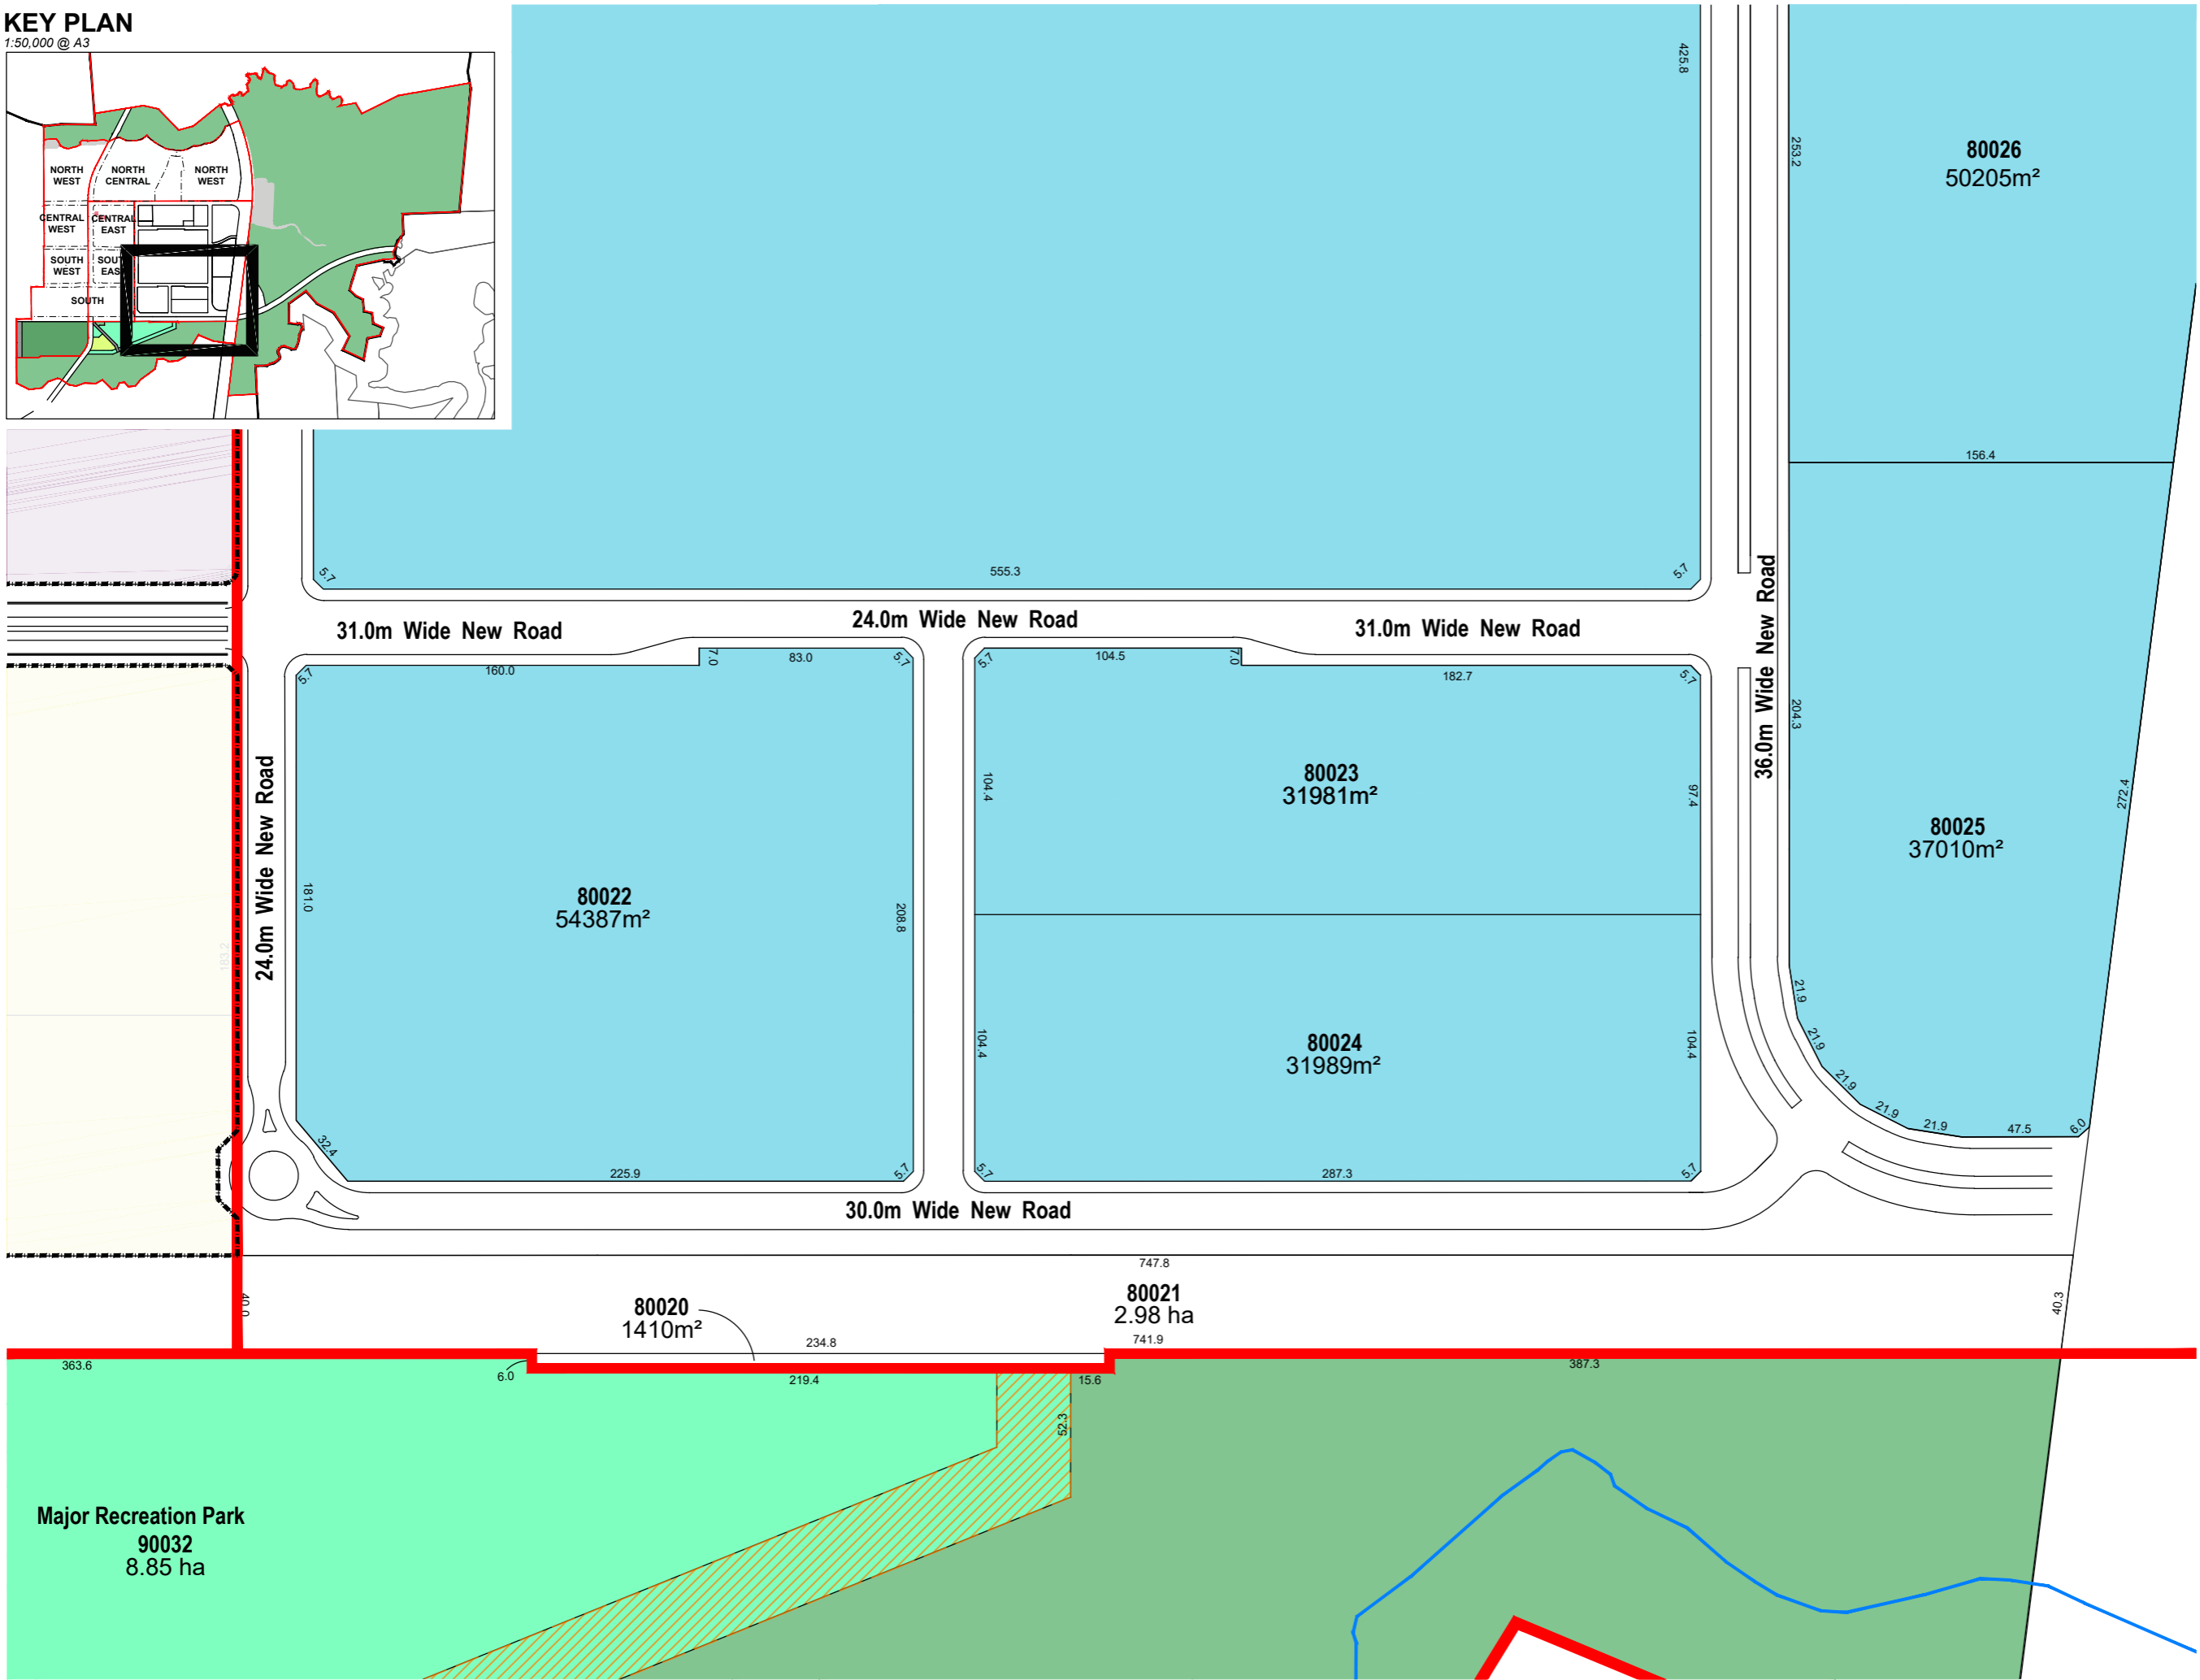 KEY PLAN
1:50,000 @ A3
NORTH
WEST
NORTH
CENTRAL
NORTH
WEST
CENTRAL
WEST
CENTRAL
EAST
SOUTH
WEST
SOUT
EAS
SOUTH
425.8
253.2
80026
50205m²
156.4
5.7
555.3
5.7
31.0m Wide New Road
24.0m Wide New Road
31.0m Wide New Road
36.0m Wide New Road
5.7
160.0
7.0
83.0
5.7
5.7
104.5
7.0
182.7
5.7
204.3
272.4
24.0m Wide New Road
181.0
80022
54387m²
208.8
104.4
80023
31981m²
97.4
80025
37010m²
183.2
104.4
80024
31989m²
104.4
21.9
21.9
21.9
21.9
21.9
47.5
6.0
32.4
225.9
5.7
5.7
287.3
5.7
30.0m Wide New Road
747.8
40.0
80020
1410m²
80021
2.98 ha
40.3
234.8
741.9
363.6
6.0
219.4
15.6
387.3
52.3
Major Recreation Park
90032
8.85 ha